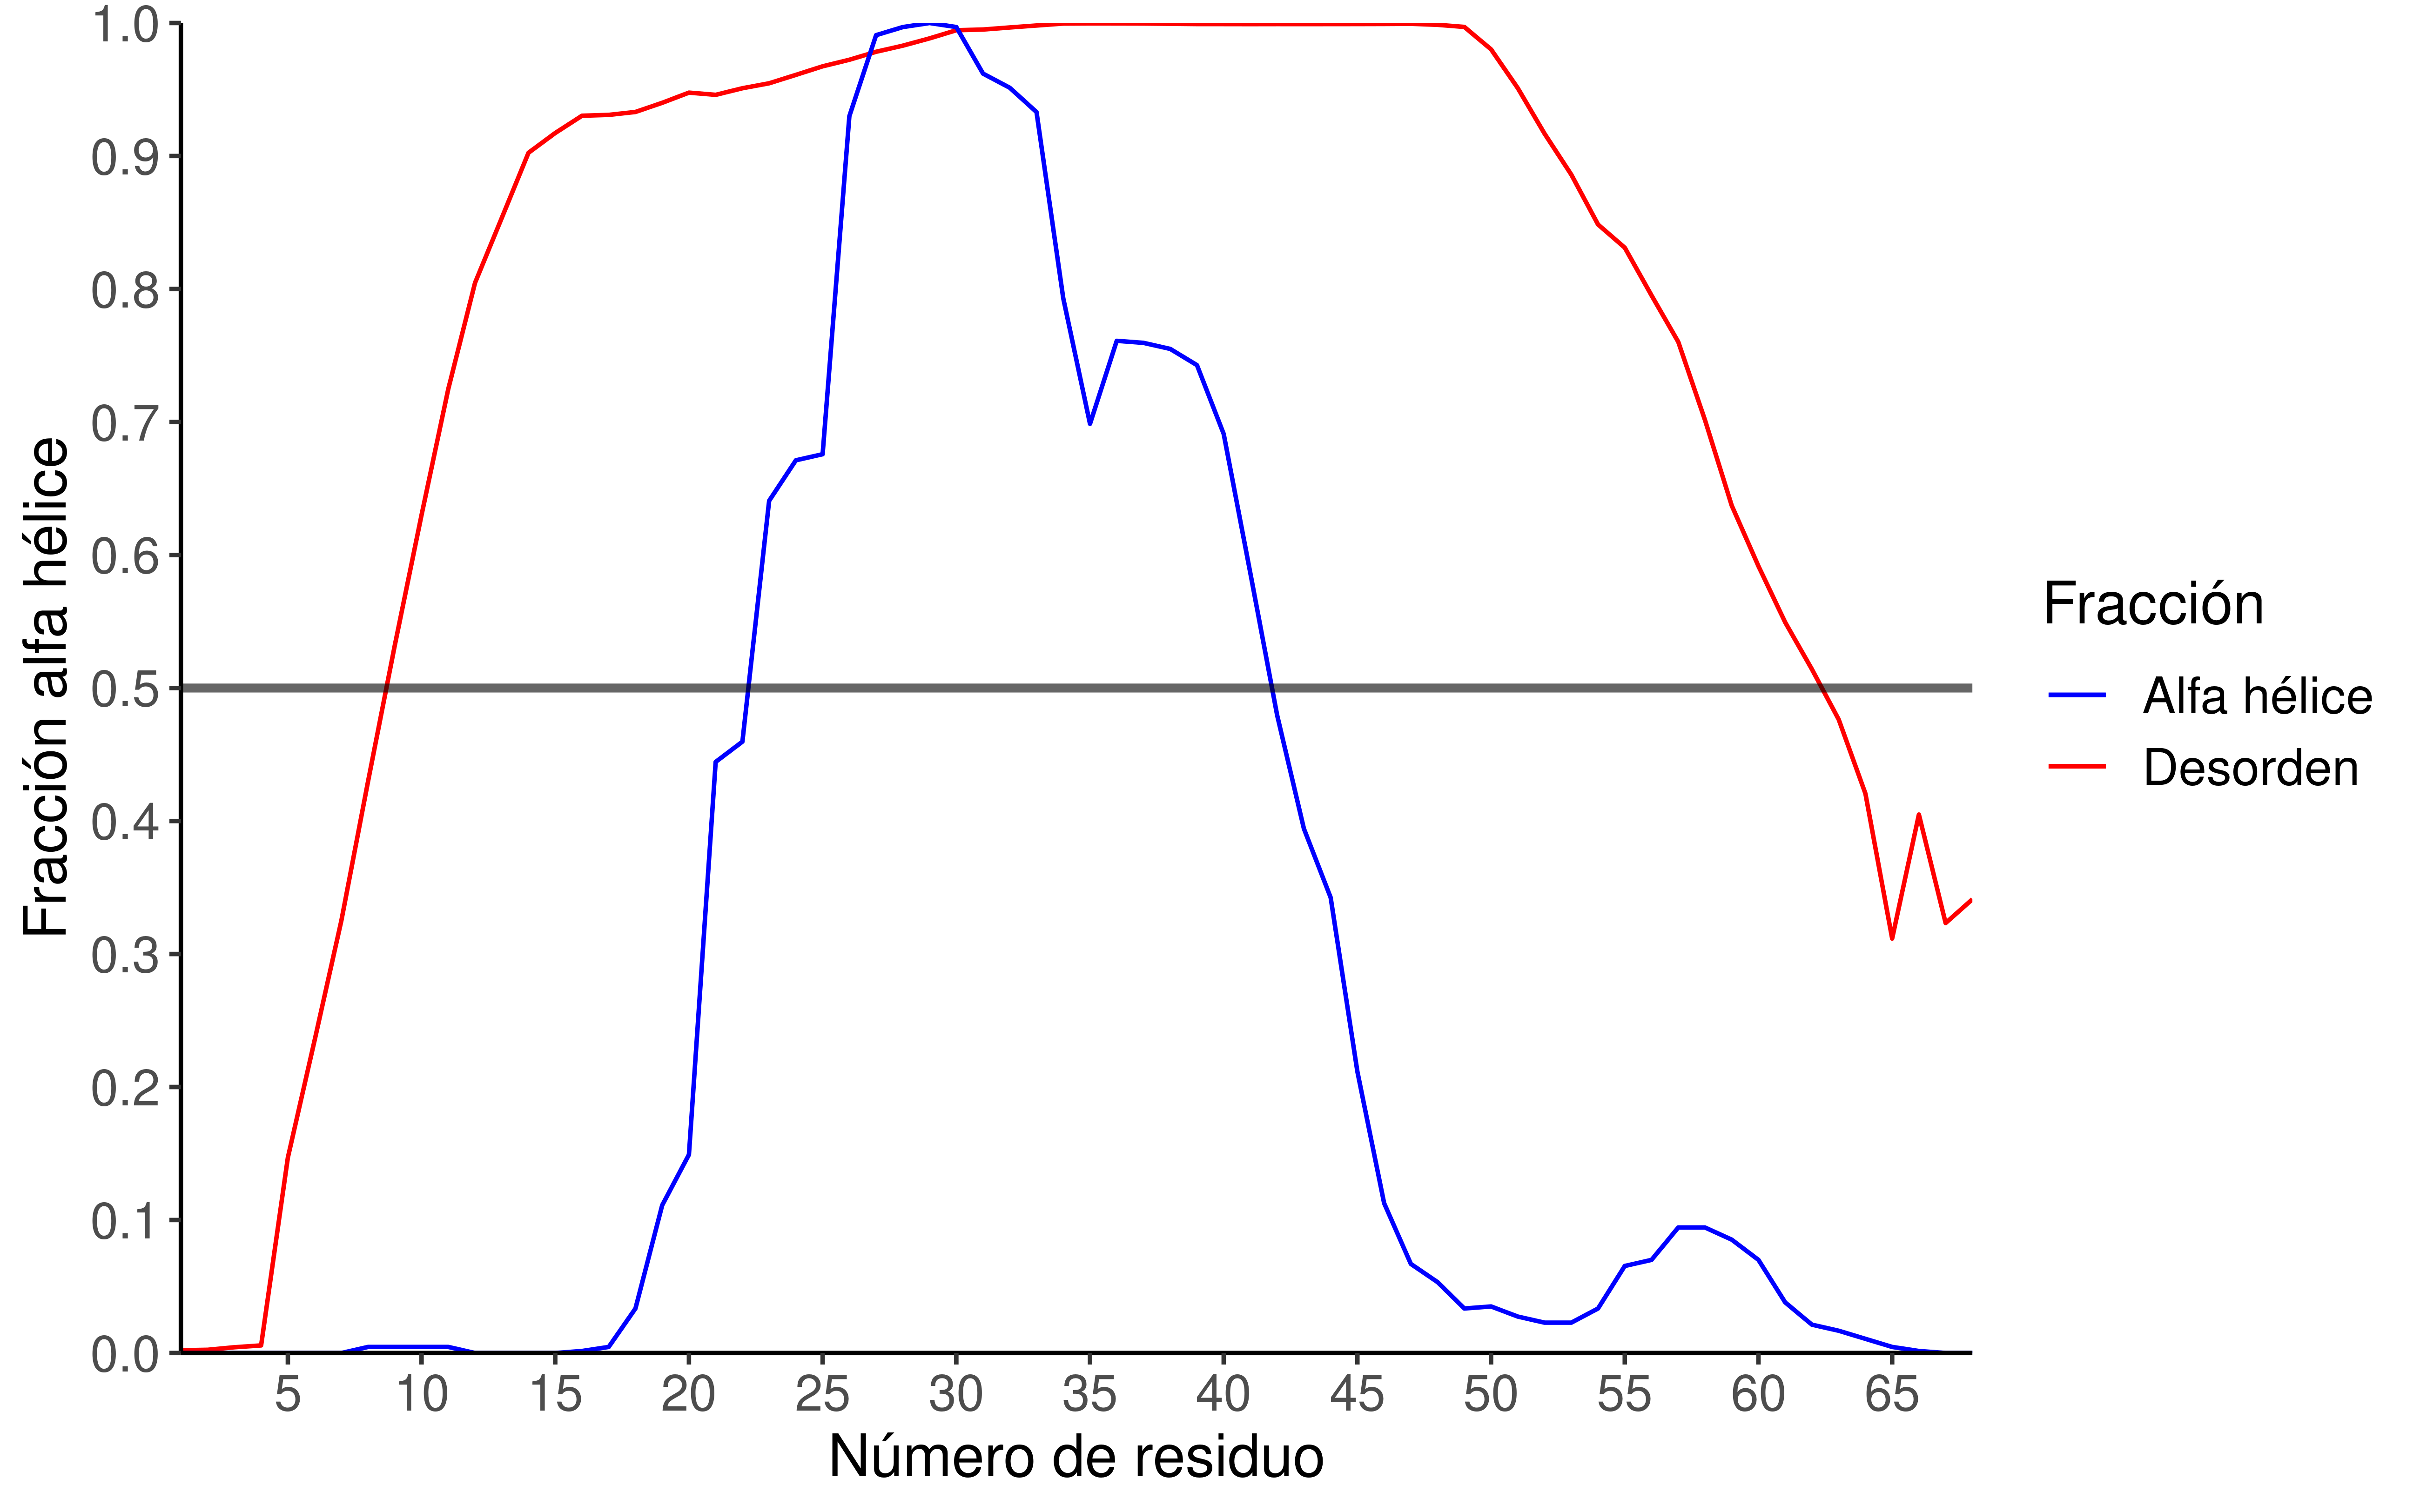 Fracción alfa hélice
1.0
0.9
0.8
0.7
0.6
0.5
0.4
0.3
0.2
0.1
0.0
5 10 15 20 25 30 35 40 45 50 55 60 65
Número de residuo
Fracción
Alfa hélice
Desorden